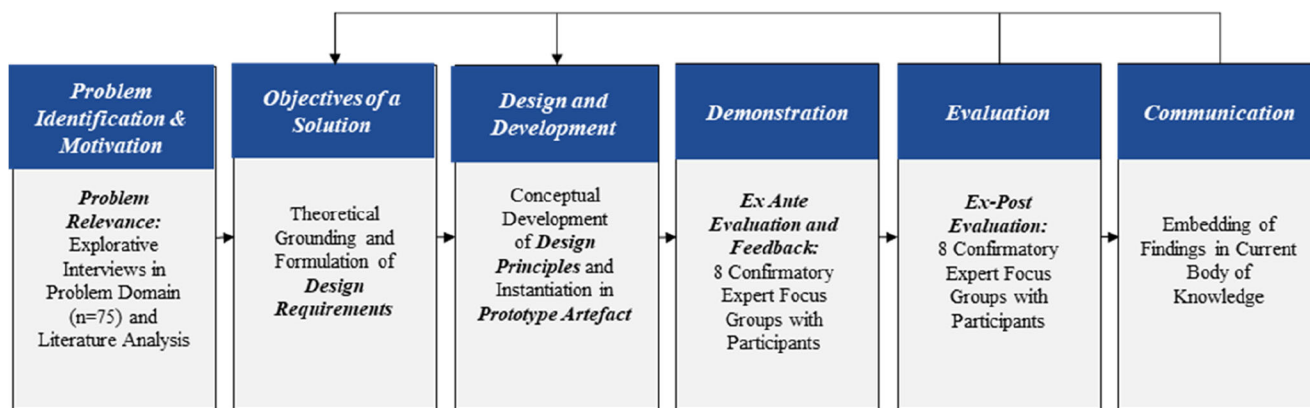 Problem
Identification &
Motivation
Problem
Relevance:
Explorative
Interviews in
Problem Domain
(n=75) and
Literature Analysis
Objectives of a
Solution
Theoretical
Grounding and
Formulation of
Design
Requirements
Design and
Development
Conceptual
Development
of Design
Principles and
Instantiation in
Prototype Artefact
Demonstration
Ex Ante
Evaluation and
Feedback:
8 Confirmatory
Expert Focus
Groups with
Participants
Evaluation
Ex-Post
Evaluation:
8 Confirmatory
Expert Focus
Groups with
Participants
Communication
Embedding of
Findings in Current
Body of
Knowledge